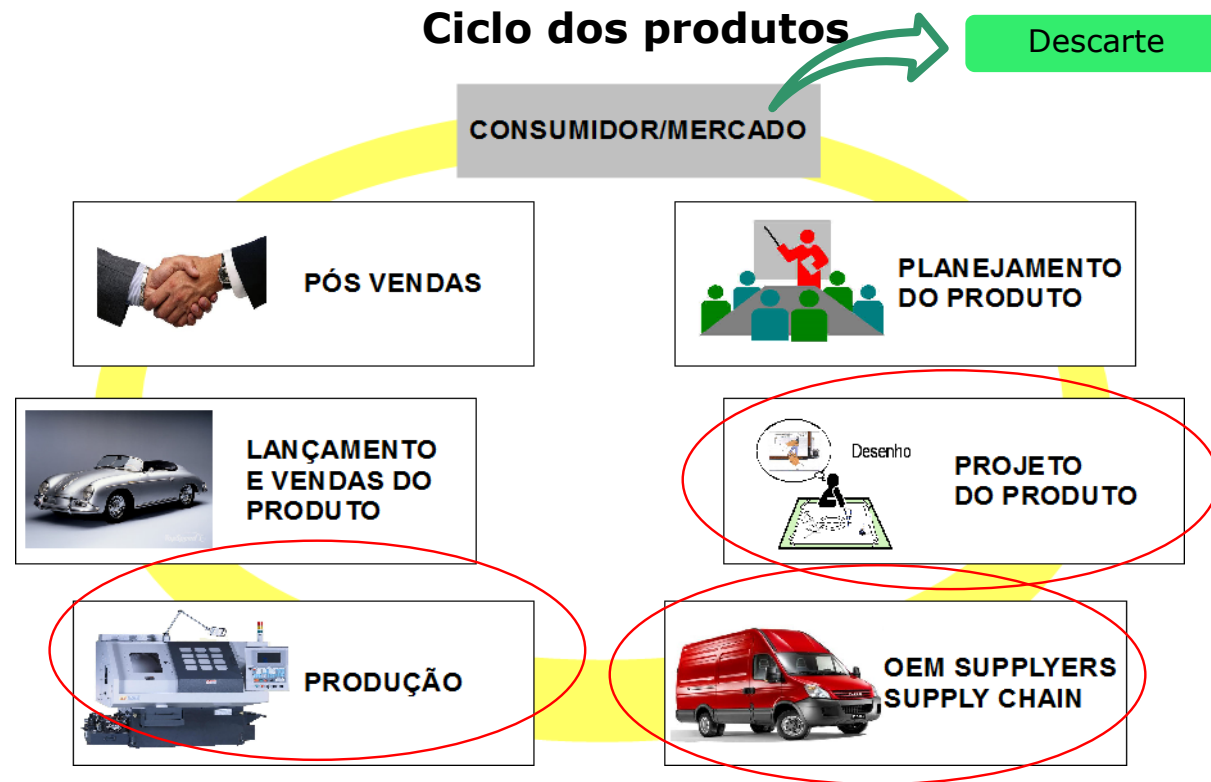 Ciclo dos produtos
Descarte
CONSUMIDOR/MERCADO
PÓS VENDAS
PLANEJAMENTO
DO PRODUTO
LANÇAMENTO
E VENDAS DO
PRODUTO
Desenho
PROJETO
DO PRODUTO
PRODUÇÃO
OEM SUPPLYERS
SUPPLY CHAIN